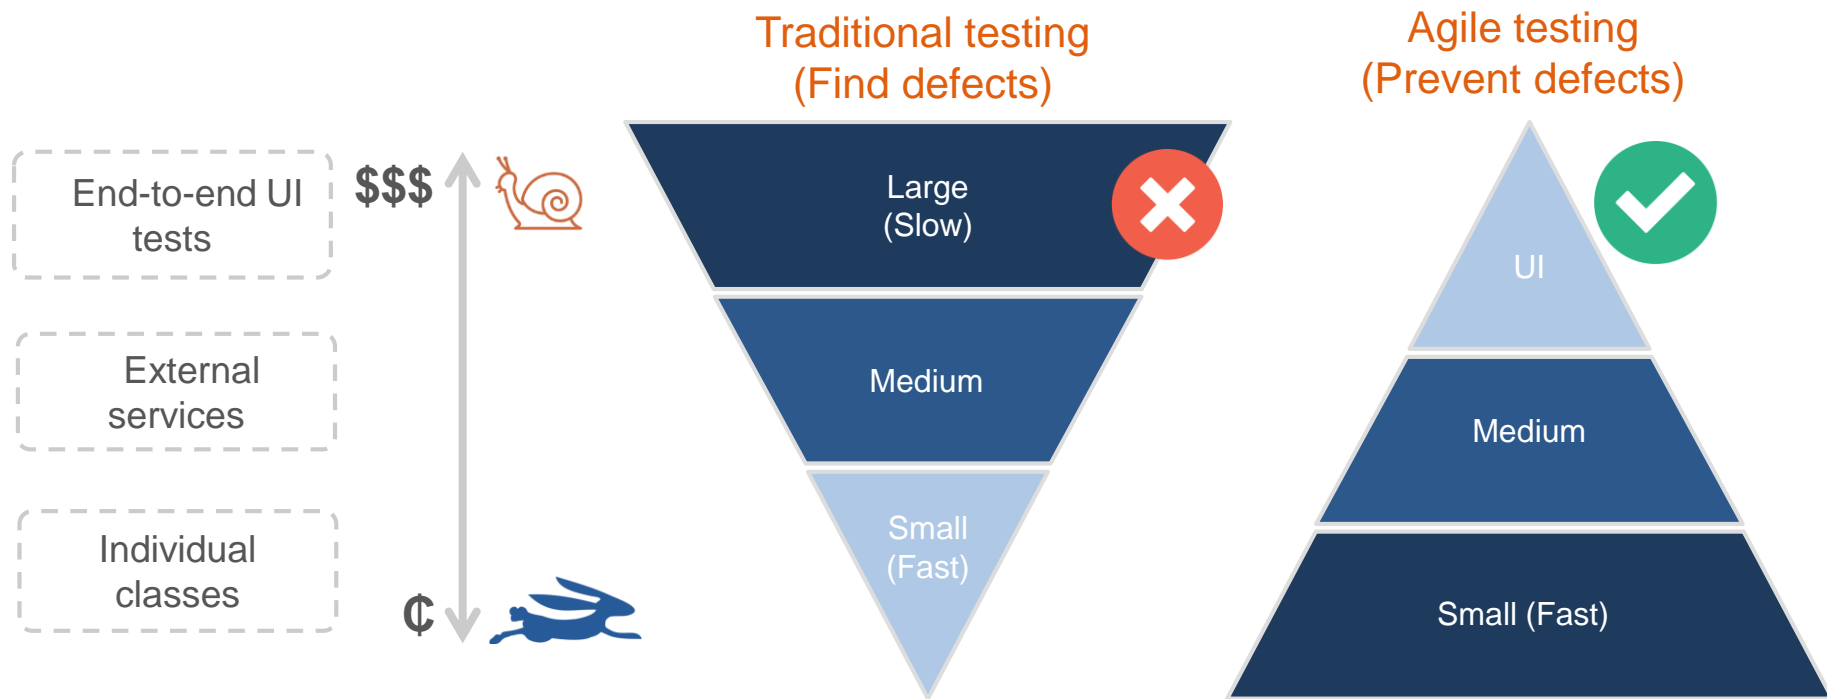 Traditional testing
(Find defects)
Agile testing
(Prevent defects)
End-to-end UI
tests
$$$
External
services
Individual
classes
₵
Large
(Slow)
Medium
Small
(Fast)
UI
Medium
Small (Fast)